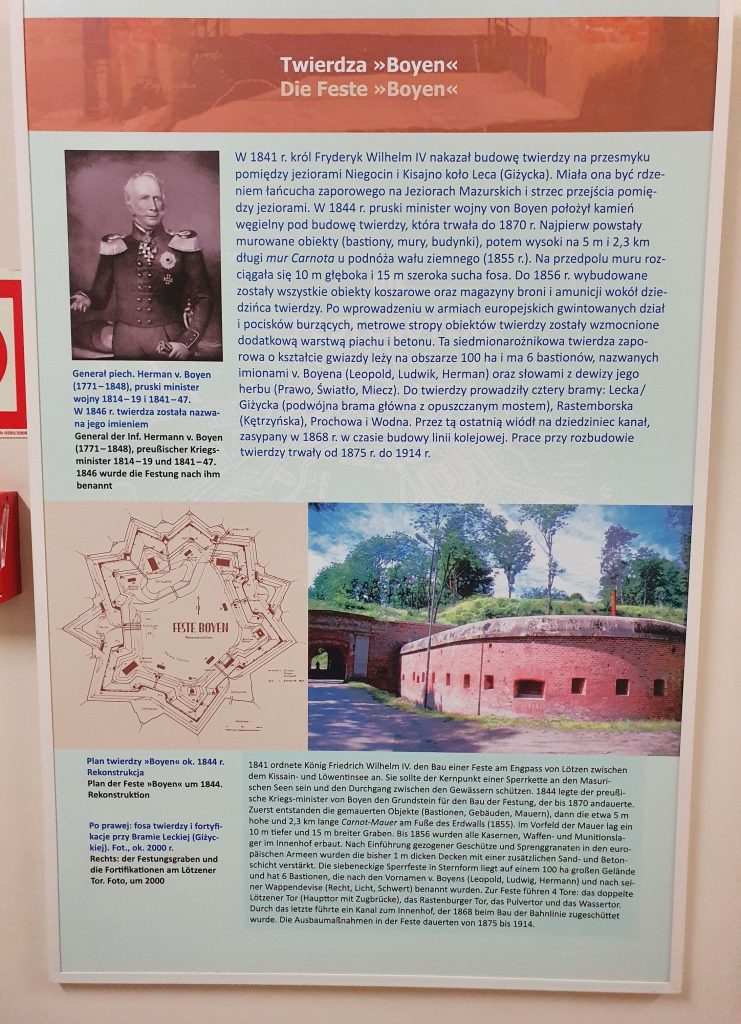 Twierdza »Boyen«
Die Feste »Boyen«
W 1841 r. król Fryderyk Wilhelm IV nakazał budowę twierdzy na przesmyku
pomiędzy jeziorami Niegocin i Kisajno koło Leca (Giżycka). Miała ona być rdze-
niem łańcucha zaporowego na Jeziorach Mazurskich i strzec przejścia pomię-
dzy jeziorami. W 1844 r. pruski minister wojny von Boyen położył kamień
węgielny pod budowę twierdzy, która trwała do 1870 r. Najpierw powstały
murowane obiekty (bastiony, mury, budynki), potem wysoki na 5 m i 2,3 km
długi mur Carnota u podnóża wału ziemnego (1855 r.). Na przedpolu muru roz-
ciągała się 10 m głęboka i 15 m szeroka sucha fosa. Do 1856 r. wybudowane
zostały wszystkie obiekty koszarowe oraz magazyny broni i amunicji wokół dzie-
dzińca twierdzy. Po wprowadzeniu w armiach europejskich gwintowanych dział
i pocisków burzących, metrowe stropy obiektów twierdzy zostały wzmocnione
dodatkową warstwą piachu i betonu. Ta siedmionarożnikowa twierdza zapo-
rowa o kształcie gwiazdy leży na obszarze 100 ha i ma 6 bastionów, nazwanych
imionami v. Boyena (Leopold, Ludwik, Herman) oraz słowami z dewizy jego
herbu (Prawo, Światło, Miecz). Do twierdzy prowadziły cztery bramy: Lecka/
Giżycka (podwójna brama główna z opuszczanym mostem), Rastemborska
(Kętrzyńska), Prochowa i Wodna. Przez tą ostatnią wiódł na dziedziniec kanał,
zasypany w 1868 r. w czasie budowy linii kolejowej. Prace przy rozbudowie
twierdzy trwały od 1875 r. do 1914 r.
Generał piech. Herman v. Boyen
(1771–1848), pruski minister
wojny 1814–19 i 1841–47.
W 1846 r. twierdza została nazwa-
na jego imieniem
General der Inf. Hermann v. Boyen
(1771–1848), preußischer Kriegs-
minister 1814–19 und 1841–47.
1846 wurde die Festung nach ihm
benannt
FESTE BOYEN
Rekonstruktion
Plan twierdzy »Boyen« ok. 1844 r.
Rekonstrukcja
Plan der Feste »Boyen« um 1844.
Rekonstruktion
Po prawej: fosa twierdzy i fortyfi-
kacje przy Bramie Leckiej (Giżyc-
kiej). Fot., ok. 2000 r.
Rechts: der Festungsgraben und
die Fortifikationen am Lötzener
Tor. Foto, um 2000
1841 ordnete König Friedrich Wilhelm IV. den Bau einer Feste am Engpass von Lötzen zwischen
dem Kissain- und Löwentinsee an. Sie sollte der Kernpunkt einer Sperrkette an den Masuri-
schen Seen sein und den Durchgang zwischen den Gewässern schützen. 1844 legte der preußi-
sche Kriegs-minister von Boyen den Grundstein für den Bau der Festung, der bis 1870 andauerte.
Zuerst entstanden die gemauerten Objekte (Bastionen, Gebäuden, Mauern), dann die etwa 5 m
hohe und 2,3 km lange Carnot-Mauer am Fuße des Erdwalls (1855). Im Vorfeld der Mauer lag ein
10 m tiefer und 15 m breiter Graben. Bis 1856 wurden alle Kasernen, Waffen- und Munitionsla-
ger im Innenhof erbaut. Nach Einführung gezogener Geschütze und Sprenggranaten in den euro-
päischen Armeen wurden die bisher 1 m dicken Decken mit einer zusätzlichen Sand- und Beton-
schicht verstärkt. Die siebeneckige Sperrfeste in Sternform liegt auf einem 100 ha großen Gelände
und hat 6 Bastionen, die nach den Vornamen v. Boyens (Leopold, Ludwig, Hermann) und nach sei-
ner Wappendevise (Recht, Licht, Schwert) benannt wurden. Zur Feste führen 4 Tore: das doppelte
Lötzener Tor (Haupttor mit Zugbrücke), das Rastenburger Tor, das Pulvertor und das Wassertor.
Durch das letzte führte ein Kanal zum Innenhof, der 1868 beim Bau der Bahnlinie zugeschüttet
wurde. Die Ausbaumaßnahmen in der Feste dauerten von 1875 bis 1914.